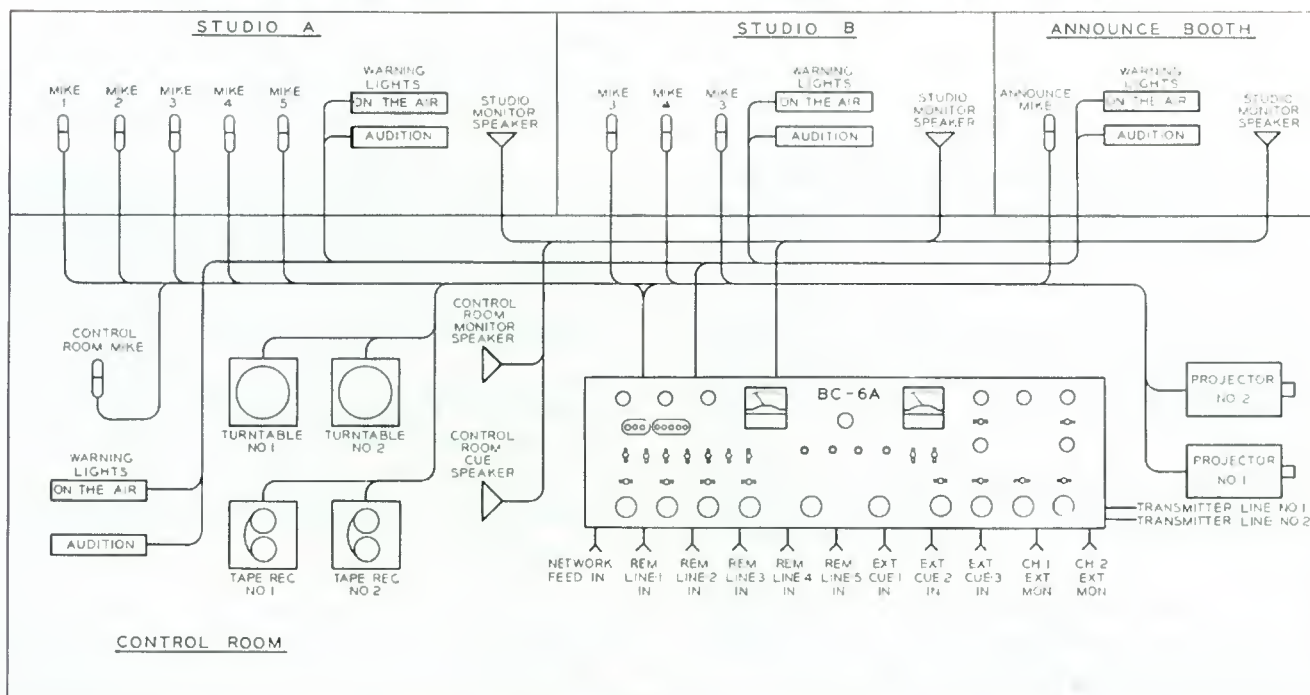 STUDIO A
STUDIO B
ANNOUNCE BOOTH
MIKE
1
MIKE
2
MIKE
3
MIKE
4
MIKE
5
WARNING
LIGHTS
ON THE AIR
AUDITION
STUDIO
MONITOR
SPEAKER
MIKE
3
MIKE
4
MIKE
3
WARNING
LIGHTS
ON THE AIR
AUDITION
STUDIO
MONITOR
SPEAKER
ANNOUNCE
MIKE
WARNING
LIGHTS
ON THE AIR
AUDITION
STUDIO
MONITOR
SPEAKER
CONTROL
ROOM MIKE
TURNTABLE
NO 1
TURNTABLE
NO 2
CONTROL
ROOM
MONITOR
SPEAKER
CONTROL
ROOM
CUE
SPEAKER
BC-6A
PROJECTOR
NO 2
PROJECTOR
NO 1
WARNING
LIGHTS
ON THE AIR
AUDITION
TAPE REC
NO 1
TAPE REC
NO 2
TRANSMITTER LINE NO 1
TRANSMITTER LINE NO 2
NETWORK
FEED IN
REM
LINE-1
IN
REM
LINE-2
IN
REM
LINE-3
IN
REM
LINE-4
IN
REM
LINE-5
IN
EXT
CUE-1
IN
EXT
CUE-2
IN
EXT
CUE-3
IN
CH 1
EXT
MON
CH 2
EXT
MON
CONTROL ROOM